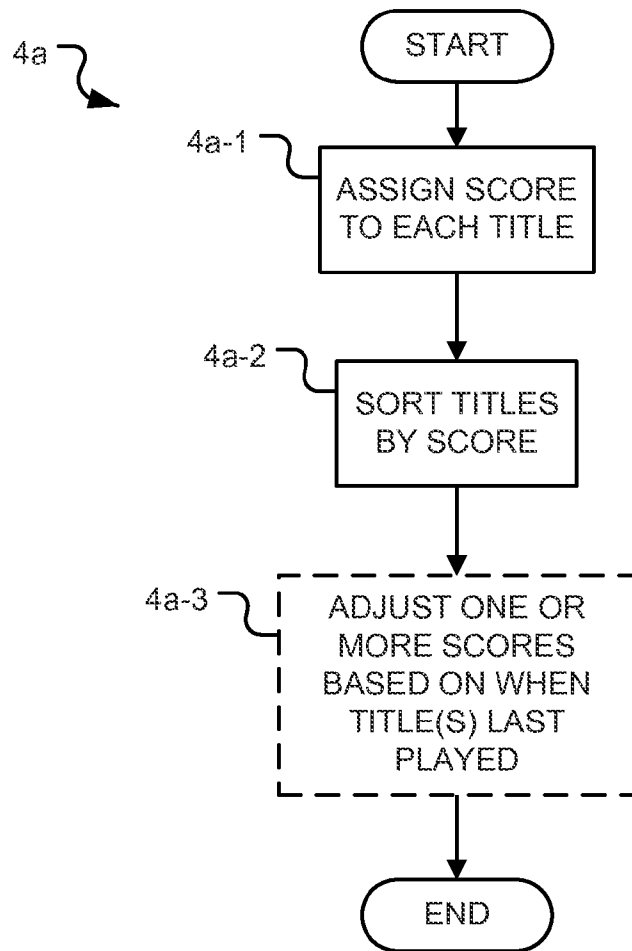 4a
START
4a-1
ASSIGN SCORE
TO EACH TITLE
4a-2
SORT TITLES
BY SCORE
4a-3
ADJUST ONE OR
MORE SCORES
BASED ON WHEN
TITLE(S) LAST
PLAYED
END